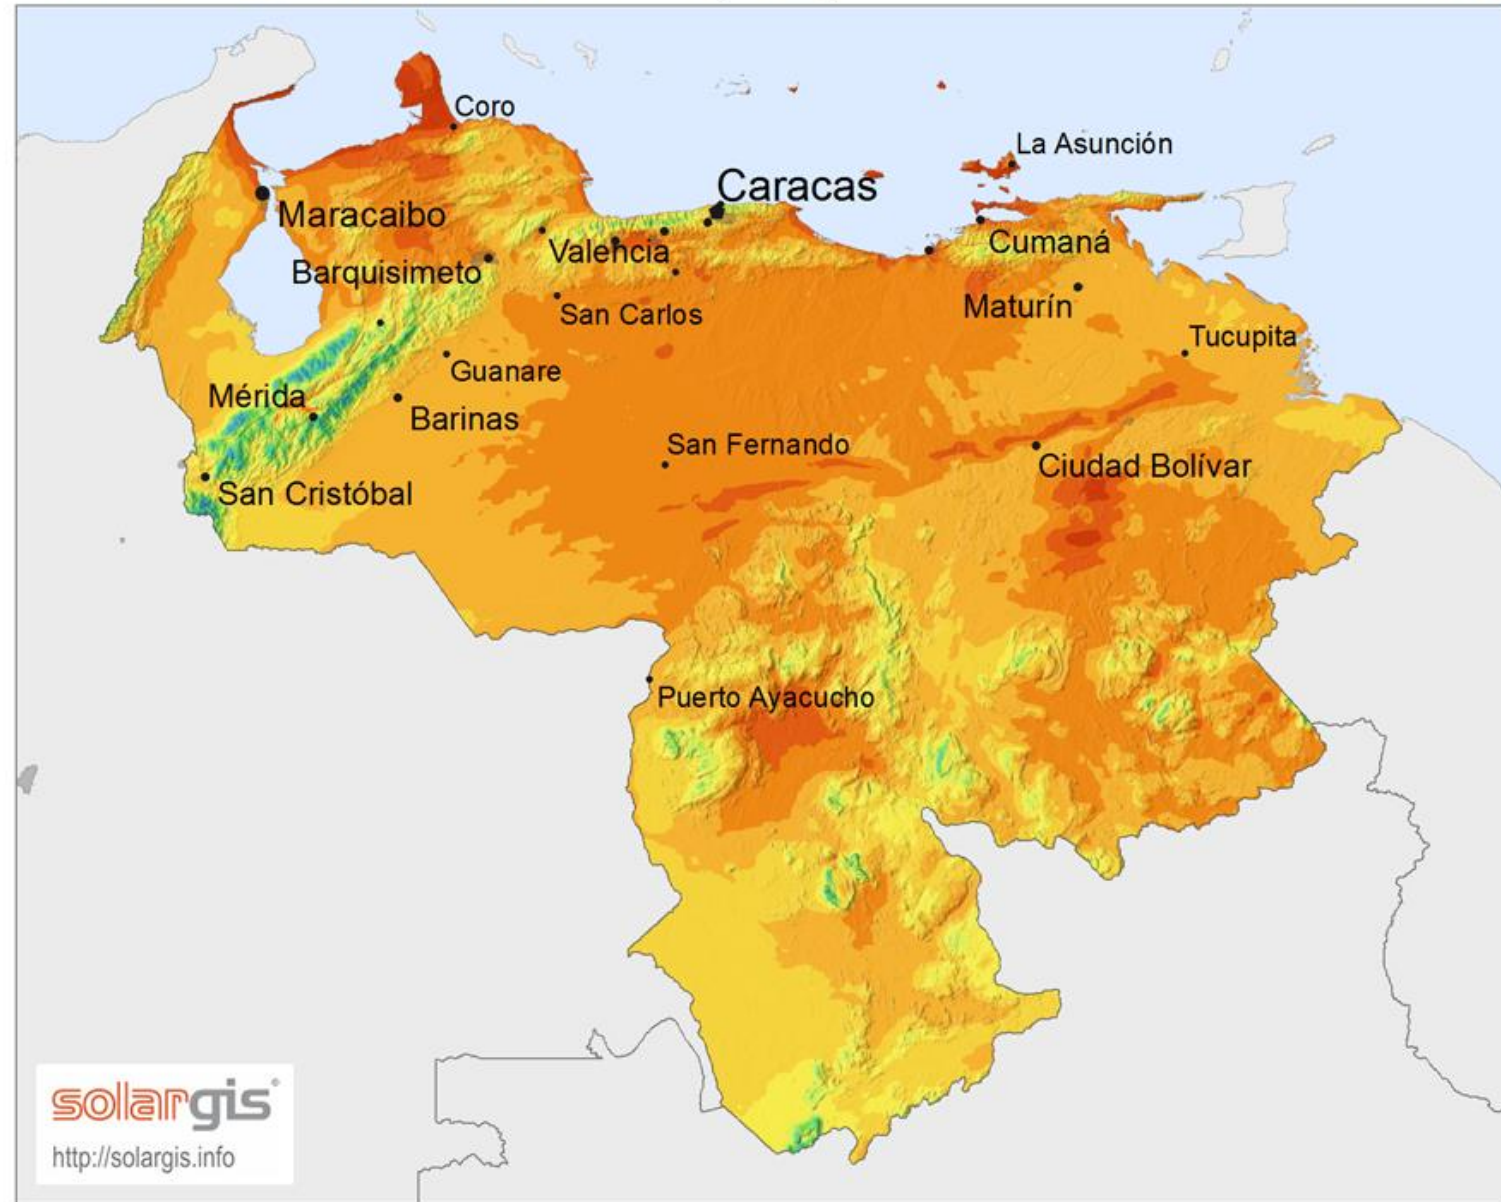 Coro
La Asunción
Caracas
Maracaibo
Cumaná
Valencia
Barquisimeto
Maturín
San Carlos
Tucupita
Guanare
Mérida
Barinas
San Fernando
Ciudad Bolívar
San Cristóbal
Puerto Ayacucho
solargis©
http://solargis.info